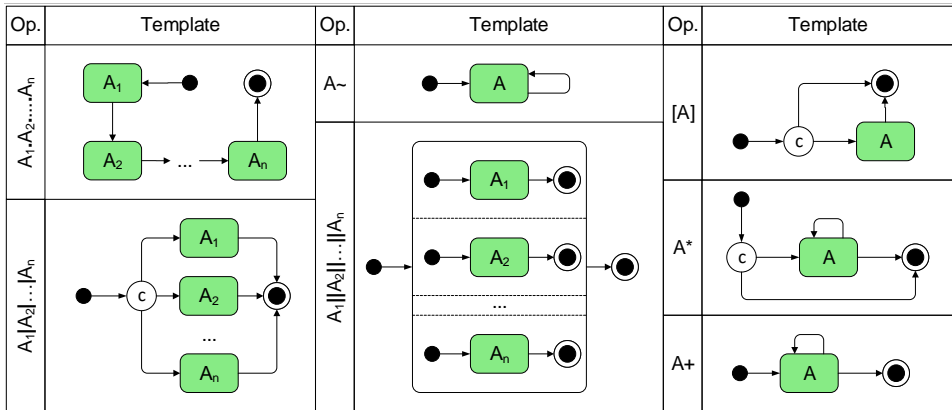 Op. Template
A₁.A₂.....Aₙ
A₁
A₂ ... Aₙ
A₁|A₂|...|Aₙ
A₁
c A₂
...
Aₙ
Op. Template
A~
A
A₁||A₂||...||Aₙ
A₁
A₂
...
Aₙ
Op. Template
[A]
c A
A*
c A
A+
A